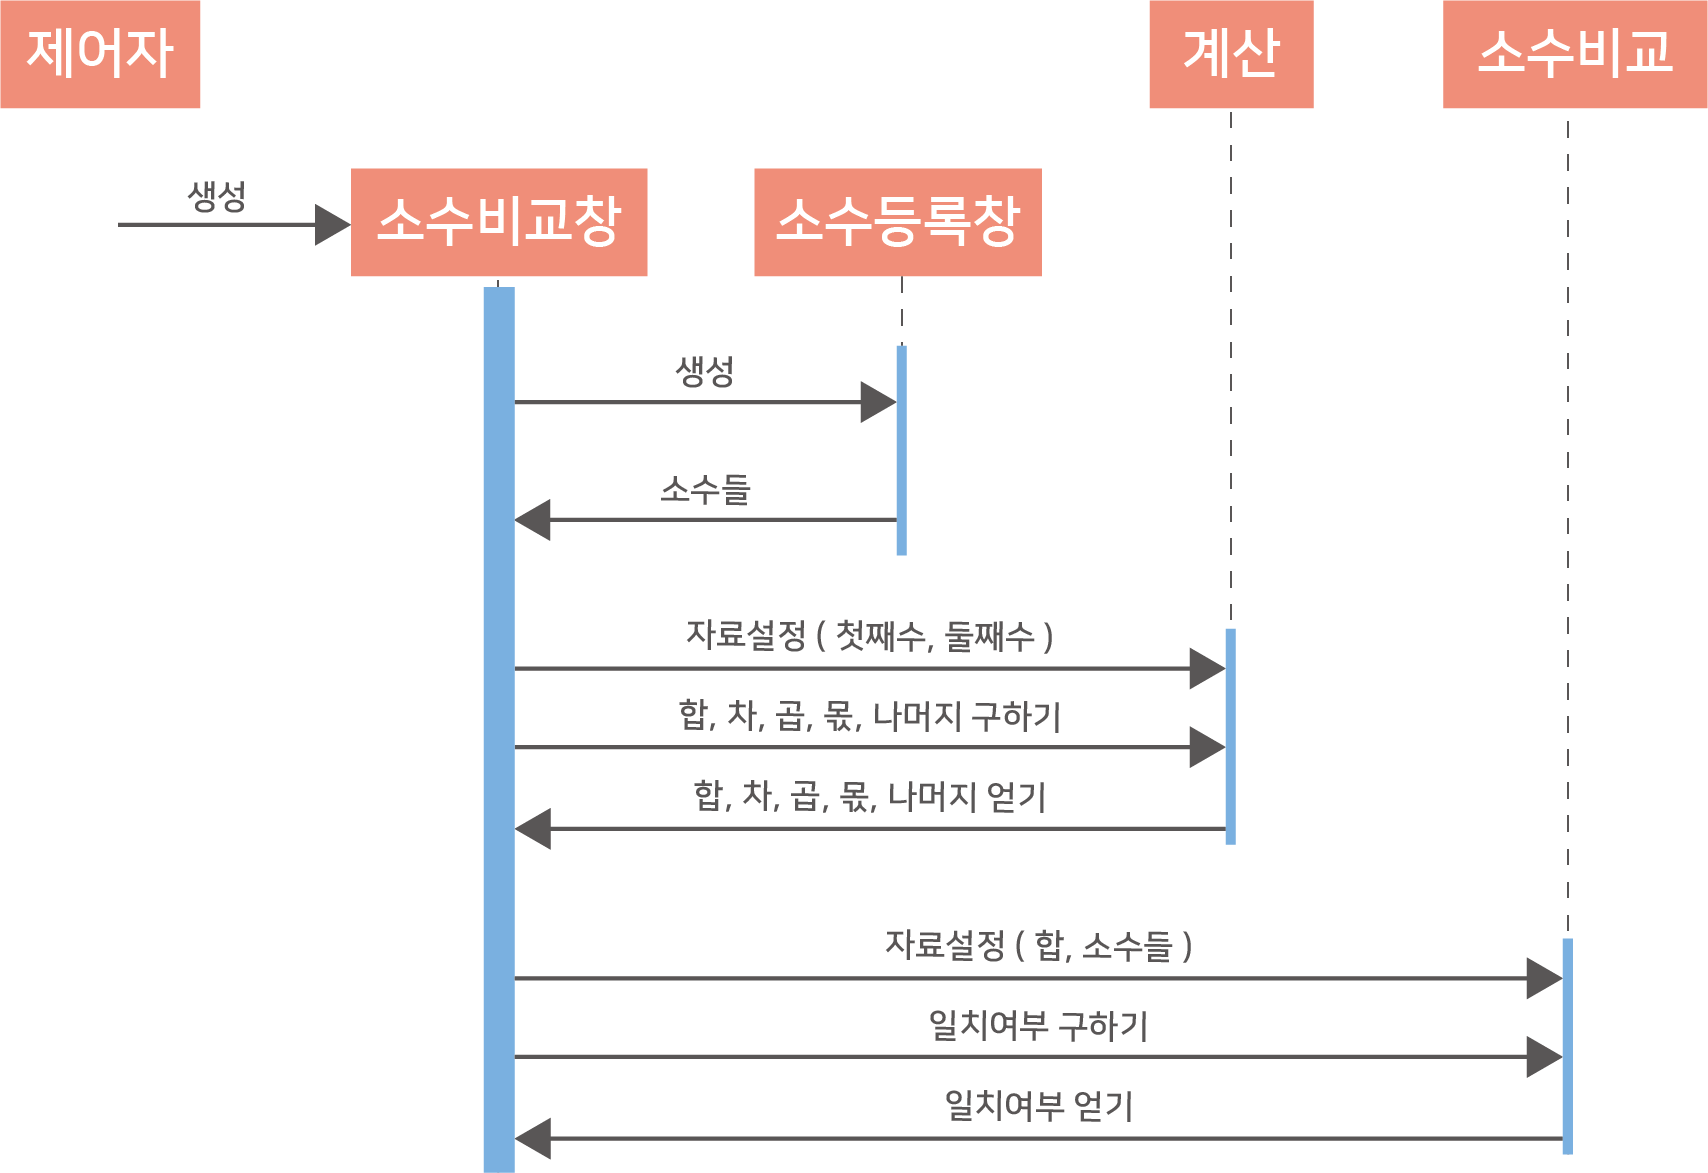 제어자
계산
소수비교
생성
소수비교창
소수등록창
생성
소수들
자료설정 ( 첫째수, 둘째수 )
합, 차, 곱, 몫, 나머지 구하기
합, 차, 곱, 몫, 나머지 얻기
자료설정 ( 합, 소수들 )
일치여부 구하기
일치여부 얻기